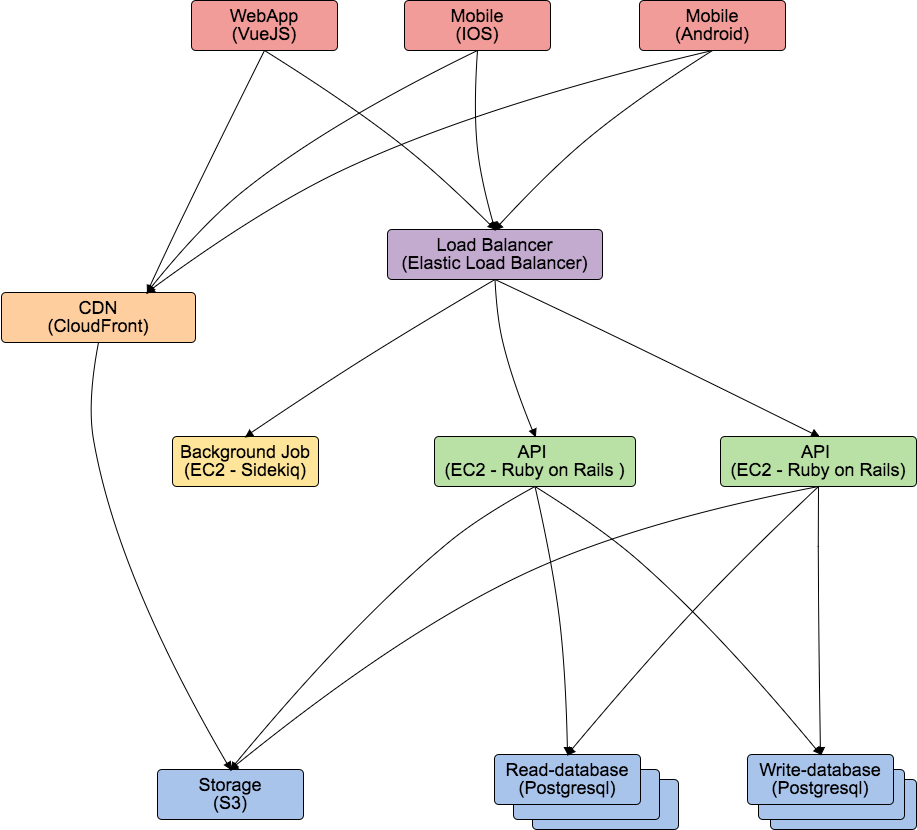 WebApp
(VueJS)
Mobile
(IOS)
Mobile
(Android)
Load Balancer
(Elastic Load Balancer)
CDN
(CloudFront)
Background Job
(EC2 - Sidekiq)
API
(EC2 - Ruby on Rails )
API
(EC2 - Ruby on Rails)
Storage
(S3)
Read-database
(Postgresql)
Write-database
(Postgresql)